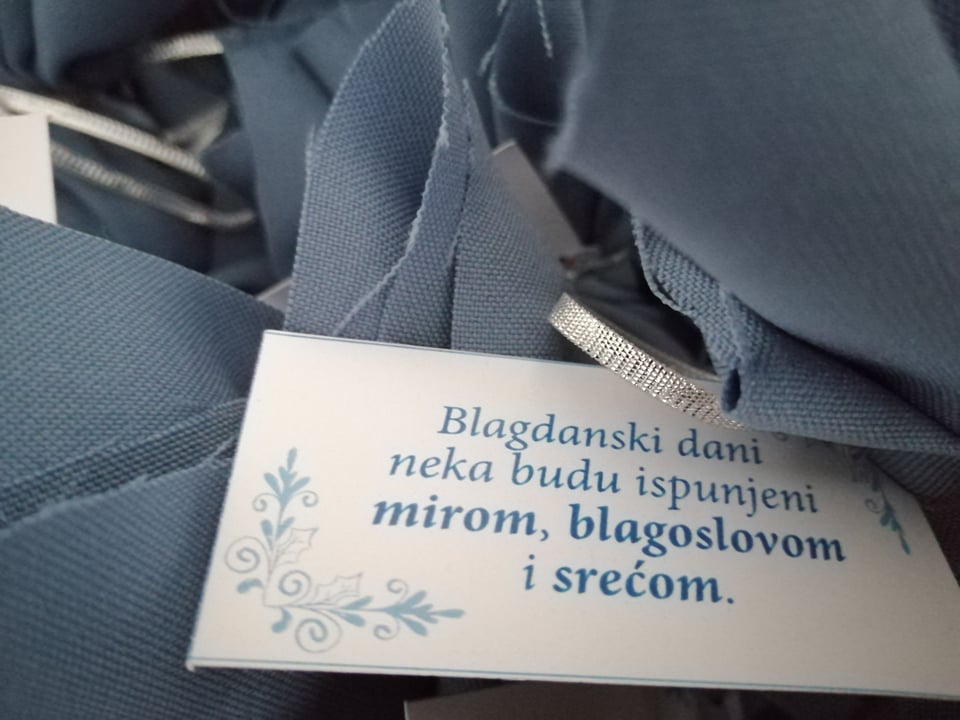 Blagdanski dani
neka budu ispunjeni
mirom, blagoslovom
i srećom.